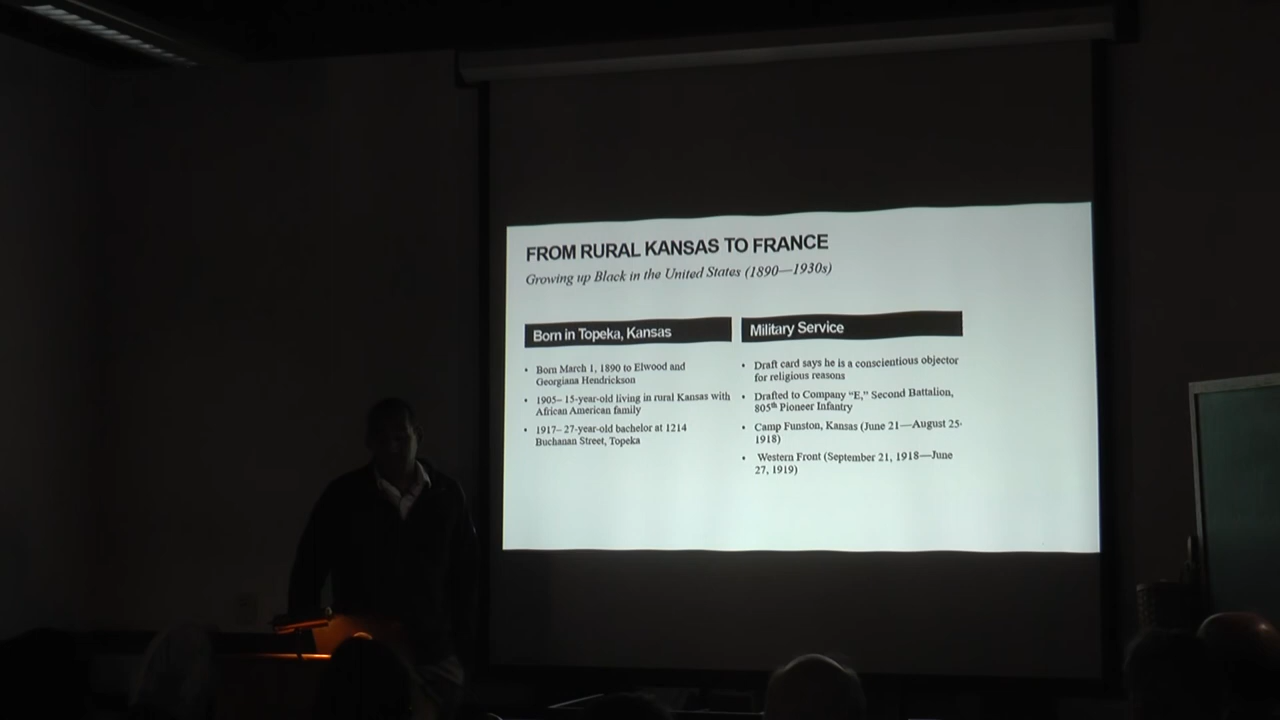 FROM RURAL KANSAS TO FRANCE
Growing up Black in the United States (1890—1930s)
Born in Topeka, Kansas
• Born March 1, 1890 to Elwood and
Georgiana Hendrickson
• 1905– 15-year-old living in rural Kansas with
African American family
• 1917– 27-year-old bachelor at 1214
Buchanan Street, Topeka
Military Service
• Draft card says he is a conscientious objector
for religious reasons
• Drafted to Company “E,” Second Battalion,
805th Pioneer Infantry
• Camp Funston, Kansas (June 21—August 25,
1918)
• Western Front (September 21, 1918—June
27, 1919)